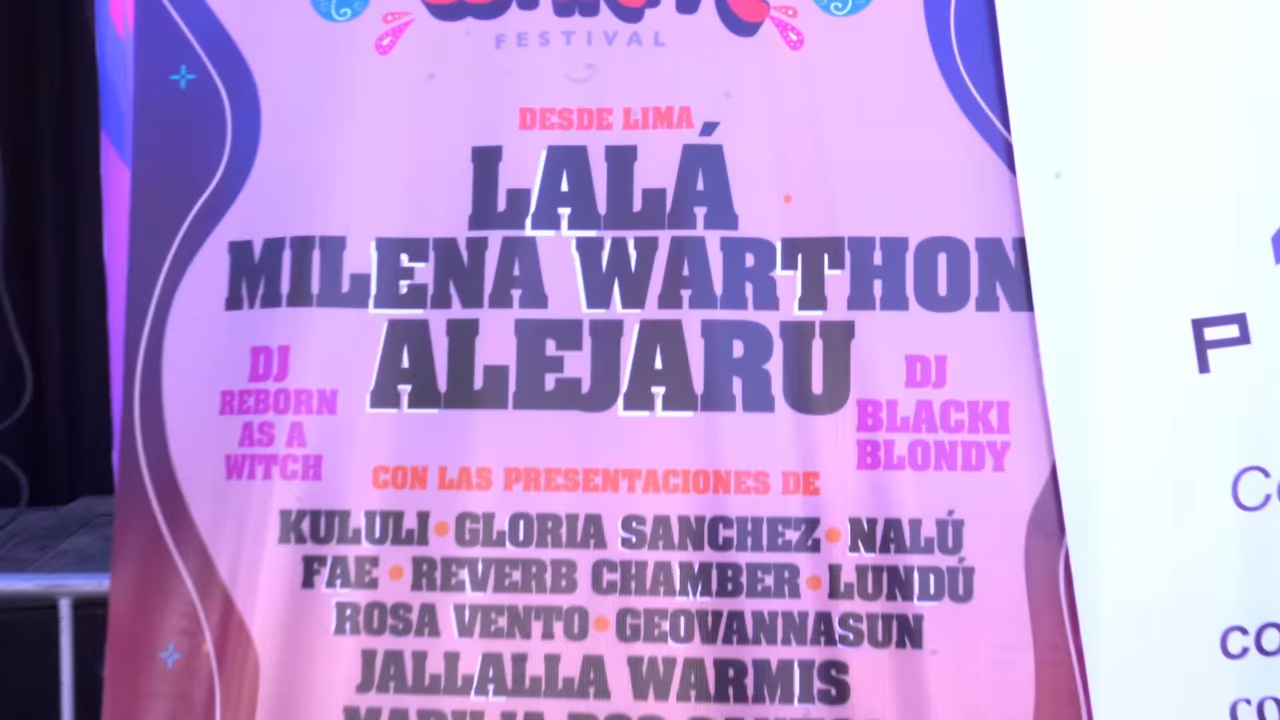 FESTIVAL
DESDE LIMA
LALÁ
MILENA WARTHON
ALEJARU
DJ
REBORN
AS A
WITCH
DJ
BLACKI
BLONDY
CON LAS PRESENTACIONES DE
KULULI • GLORIA SANCHEZ • NALÚ
FAE • REVERB CHAMBER • LUNDÚ
ROSA VENTO • GEOVANNASUN
JALLALLA WARMIS
P
CO